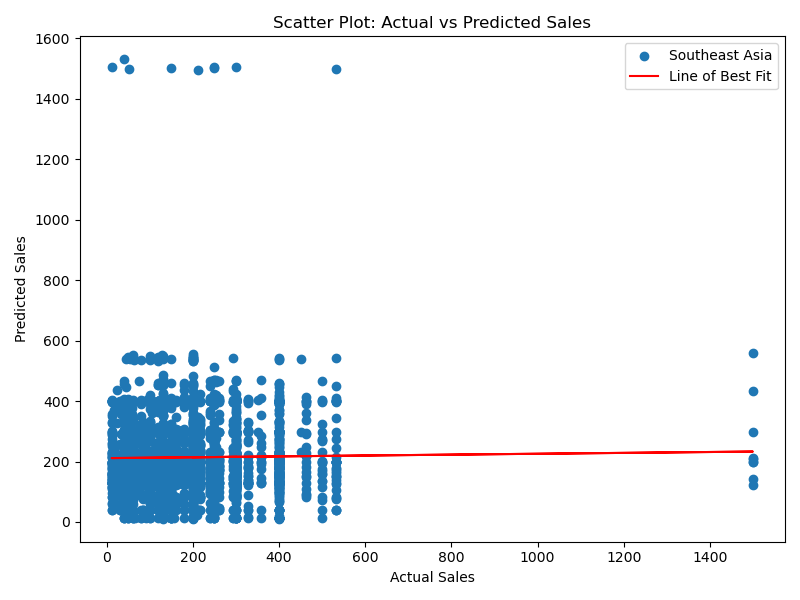 Scatter Plot: Actual vs Predicted Sales
Southeast Asia
Line of Best Fit
Predicted Sales
1600
1400
1200
1000
800
600
400
200
0
0 200 400 600 800 1000 1200 1400
Actual Sales